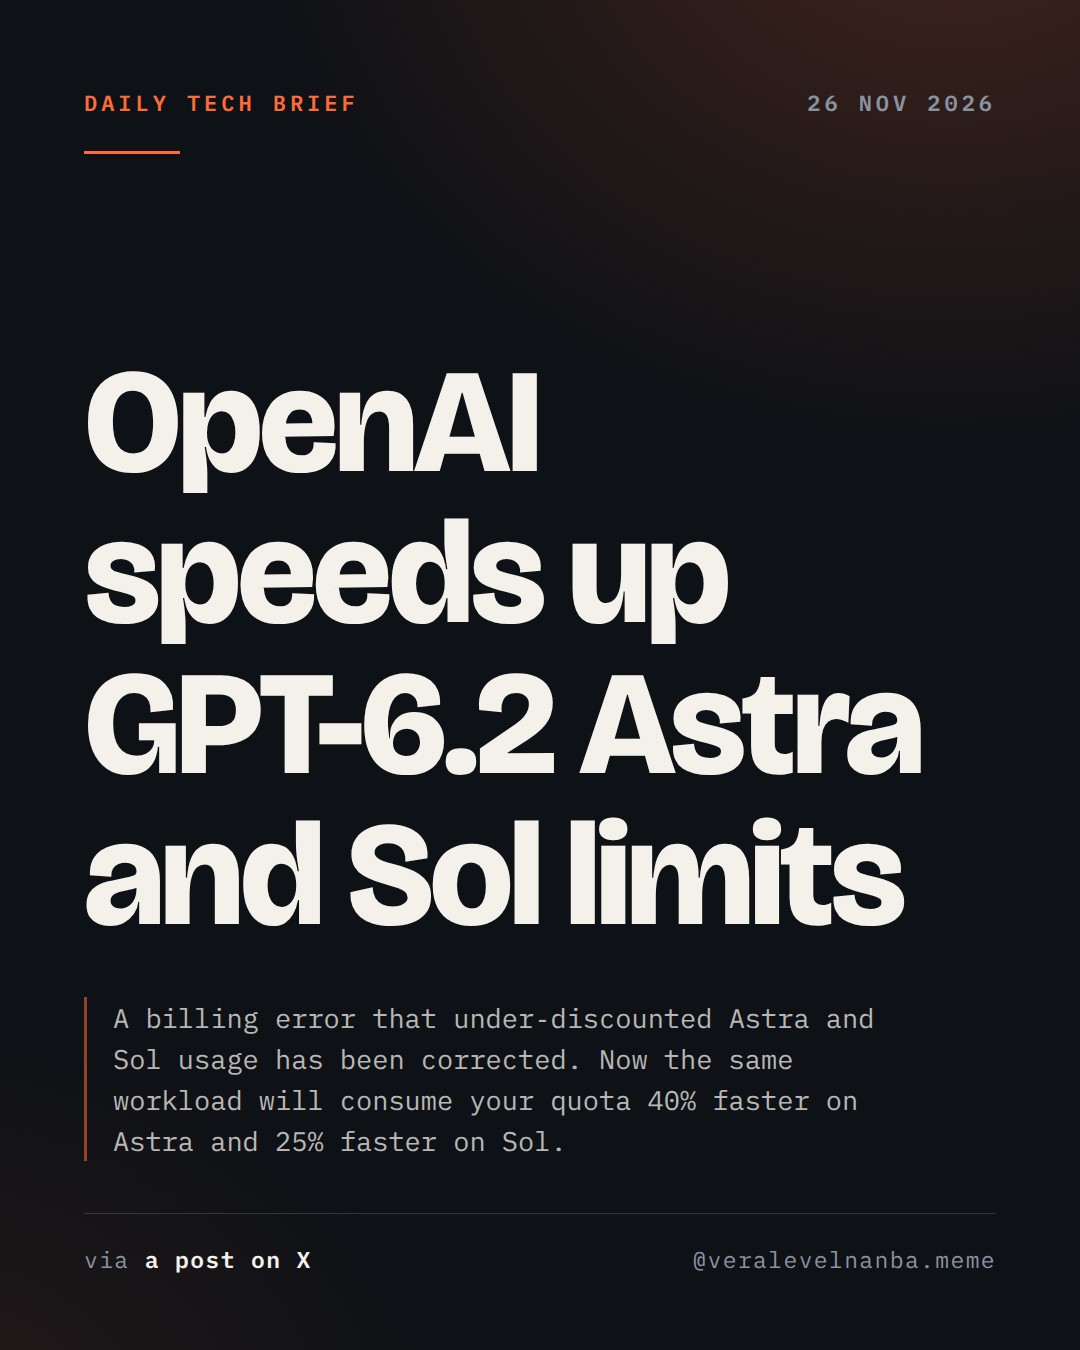 DAILY TECH BRIEF
26 NOV 2026
OpenAI
speeds up
GPT-6.2 Astra
and Sol limits
A billing error that under-discounted Astra and
Sol usage has been corrected. Now the same
workload will consume your quota 40% faster on
Astra and 25% faster on Sol.
via a post on X
@veralevelnanba.meme